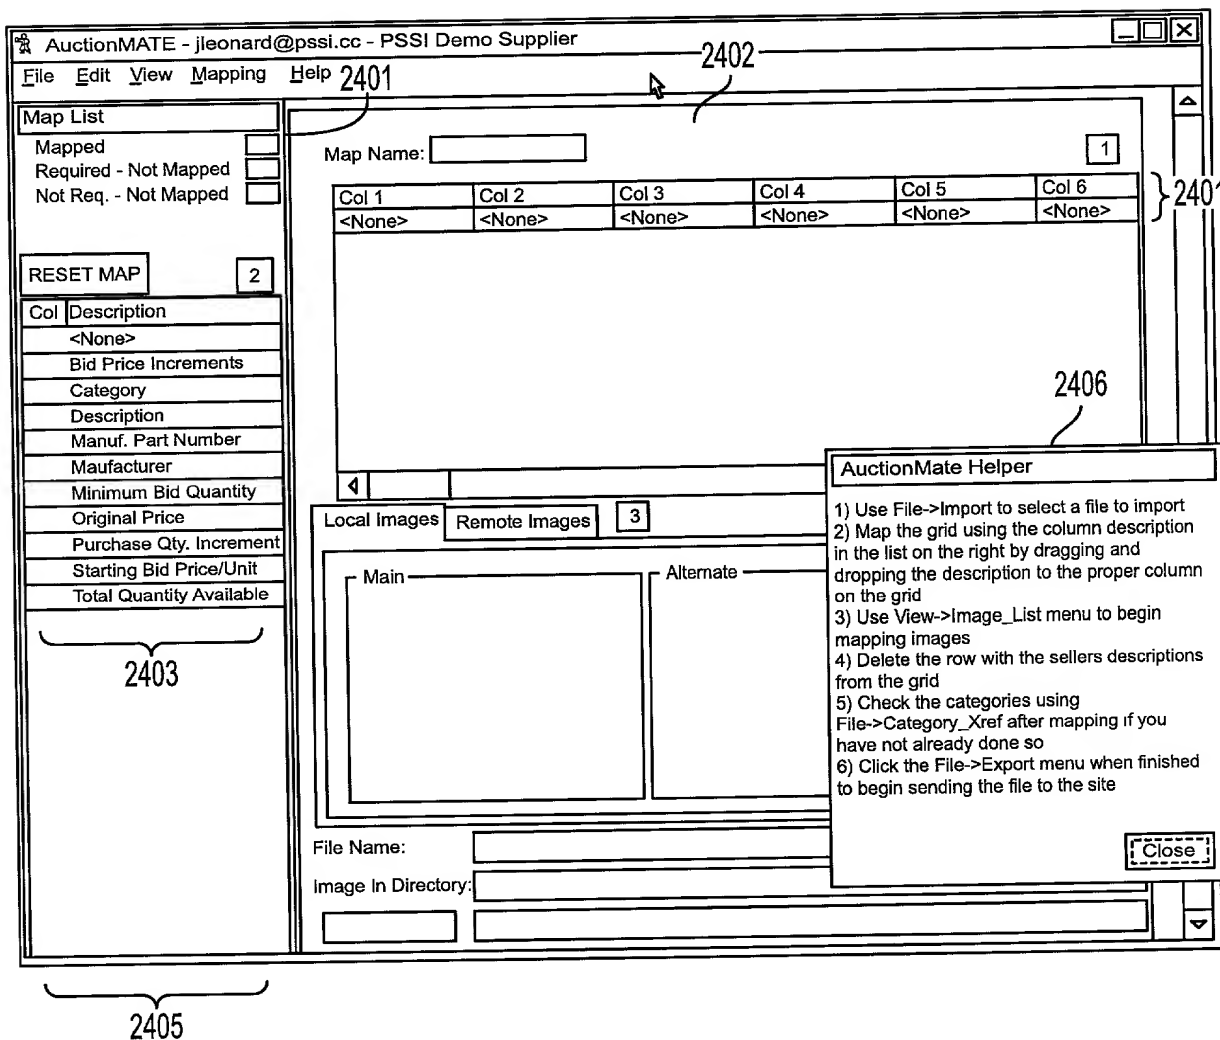 AuctionMATE - jleonard@pssi.cc - PSSI Demo Supplier
2402
File Edit View Mapping Help
2401
Map List
Mapped
Required - Not Mapped
Not Req. - Not Mapped
Map Name:
1
Col 1 Col 2 Col 3 Col 4 Col 5 Col 6
<None> <None> <None> <None> <None> <None>
RESET MAP
2
Col Description
<None>
Bid Price Increments
Category
Description
Manuf. Part Number
Maufacturer
Minimum Bid Quantity
Original Price
Purchase Qty. Increment
Starting Bid Price/Unit
Total Quantity Available
2403
2405
Local Images Remote Images 3
Main Alternate
File Name:
Image In Directory:
2406
AuctionMate Helper
1) Use File->Import to select a file to import
2) Map the grid using the column description
in the list on the right by dragging and
dropping the description to the proper column
on the grid
3) Use View->Image_List menu to begin
mapping images
4) Delete the row with the sellers descriptions
from the grid
5) Check the categories using
File->Category_Xref after mapping if you
have not already done so
6) Click the File->Export menu when finished
to begin sending the file to the site
Close